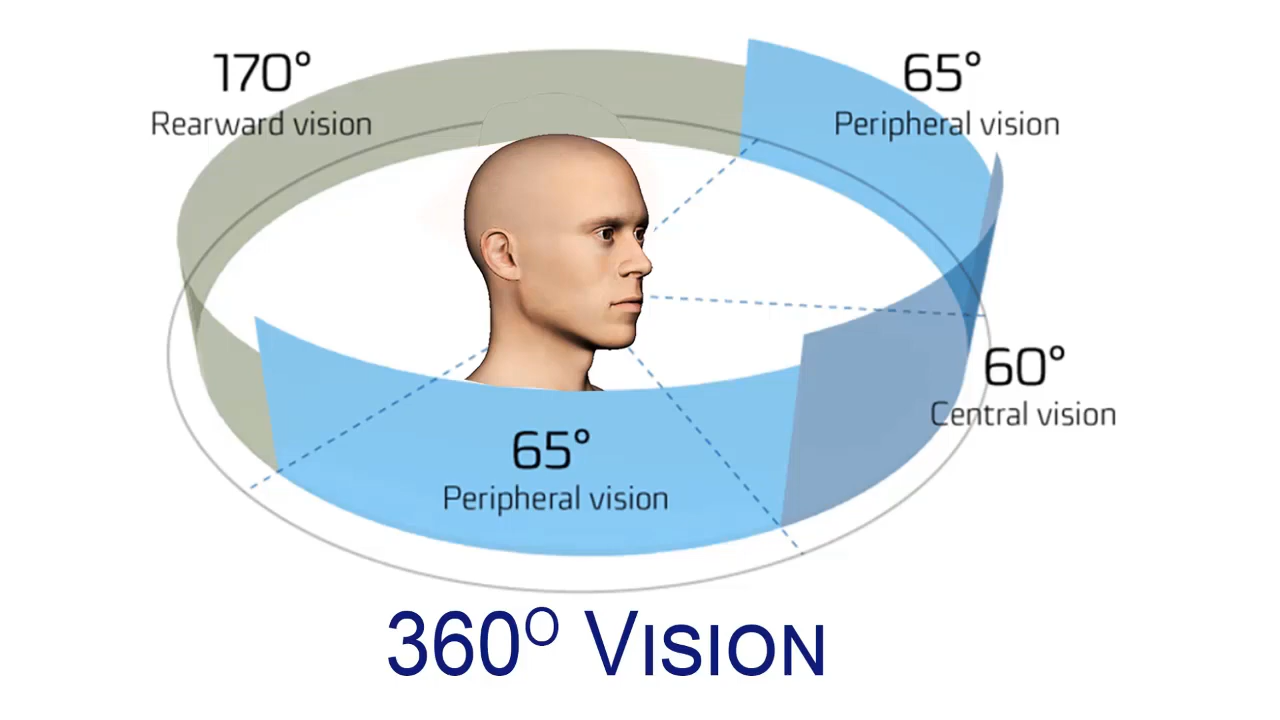 170°
Rearward vision
65°
Peripheral vision
60°
Central vision
65°
Peripheral vision
360° VISION